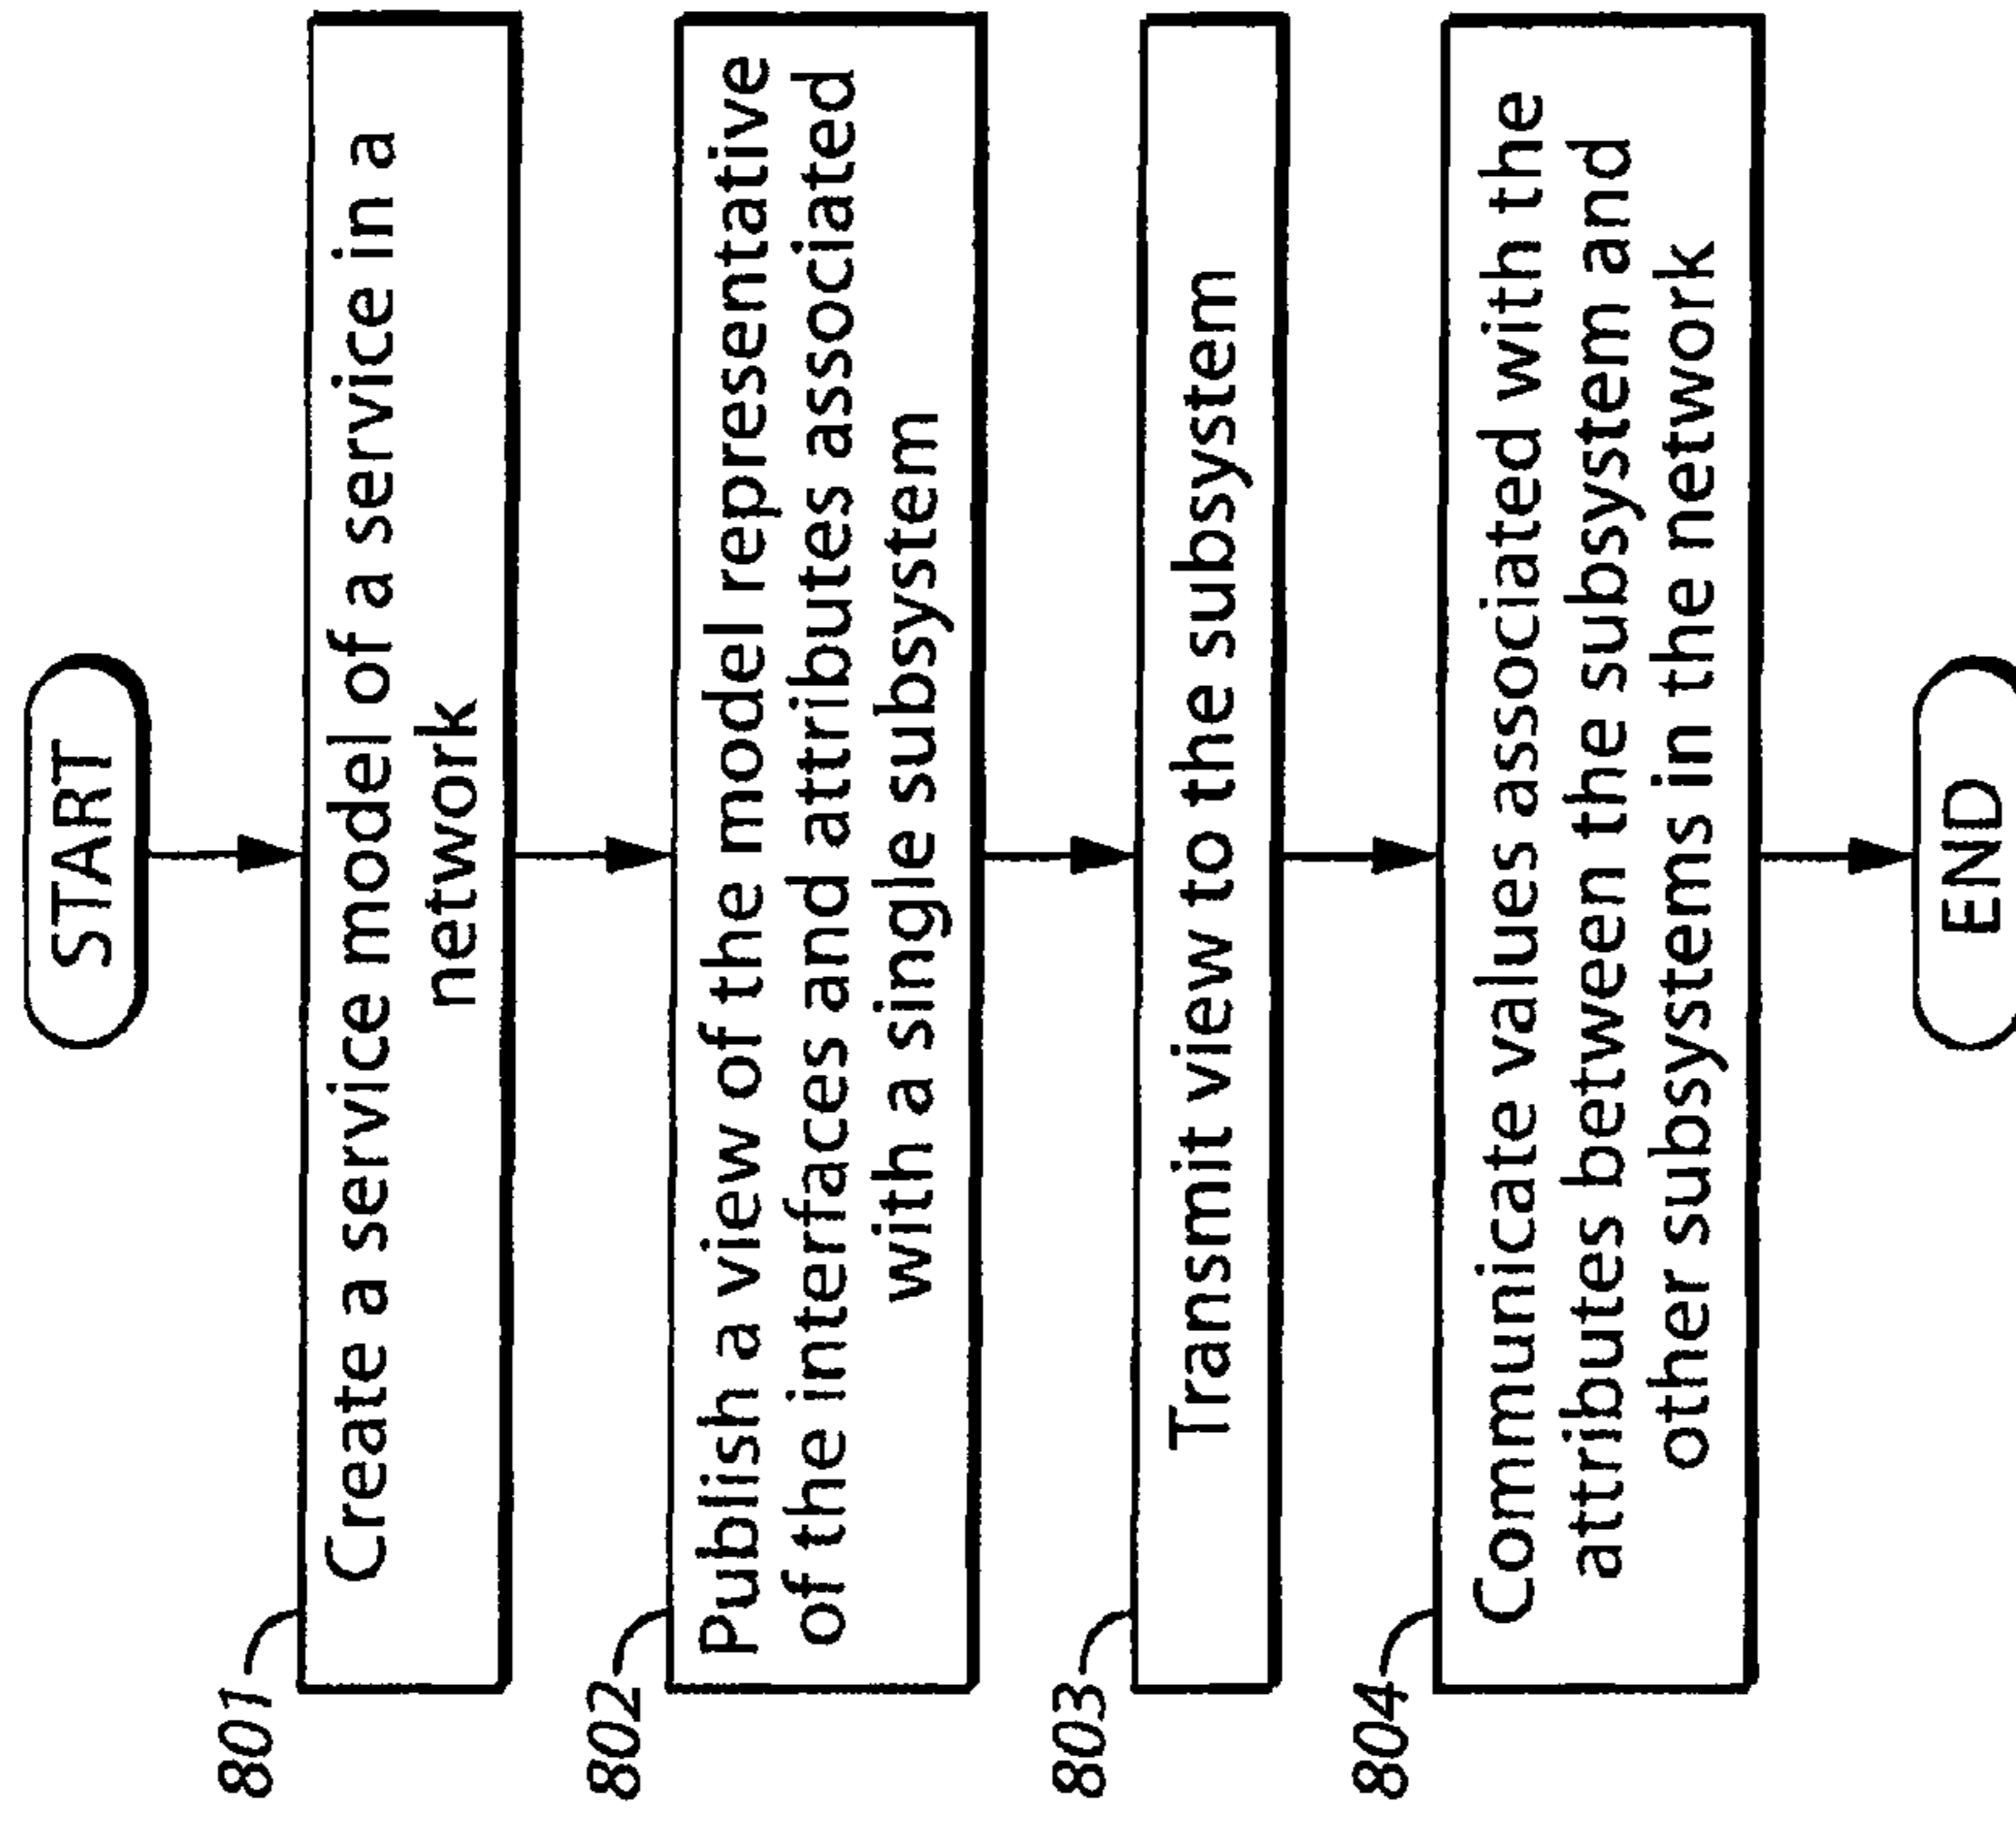 START
801
Create a service model of a service in a
network
802
Publish a view of the model representative
of the interfaces and attributes associated
with a single subsystem
803
Transmit view to the subsystem
804
Communicate values associated with the
attributes between the subsystem and
other subsystems in the network
END